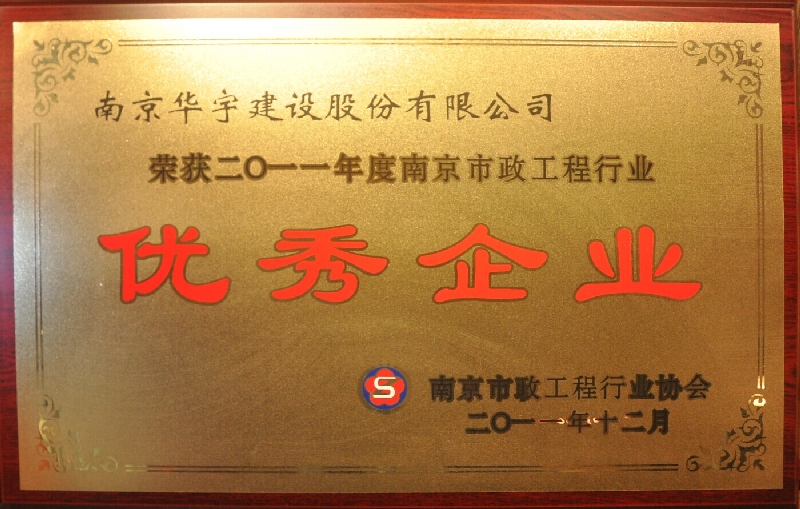 南京华宇建设股份有限公司
荣获二〇一一年度南京市政工程行业
优秀企业
S 南京市政工程行业协会
二〇一一年十二月